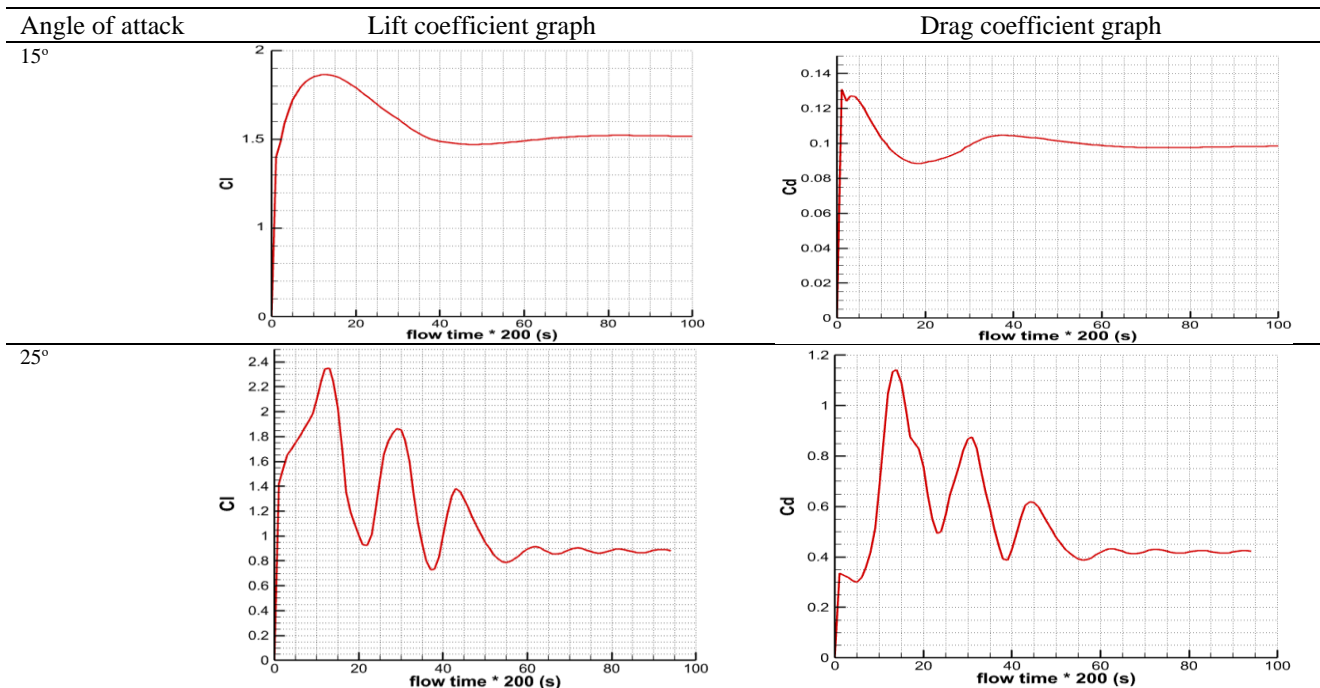 Angle of attack Lift coefficient graph Drag coefficient graph
15º
2
1.5
1
0
Cl
0 20 40 60 80 100
flow time * 200 (s)
0.14
0.12
0.1
0.08
0.06
0.04
0.02
0
Cd
0 20 40 60 80 100
flow time * 200 (s)
25º
2.4
2.2
2
1.8
1.6
1.4
1.2
1
0.8
0.6
0.4
0.2
0
Cl
0 20 40 60 80 100
flow time * 200 (s)
1.2
1
0.8
0.6
0.4
0.2
0
Cd
0 20 40 60 80 100
flow time * 200 (s)